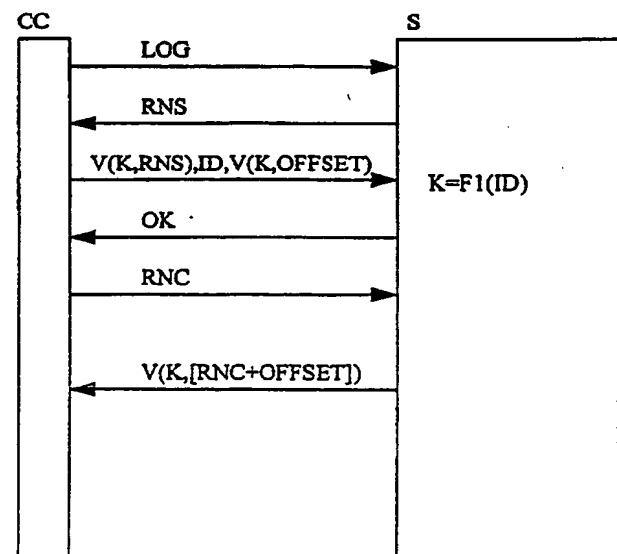 CC
S
LOG
RNS
V(K,RNS),ID,V(K,OFFSET)
K=F1(ID)
OK
RNC
V(K,[RNC+OFFSET])